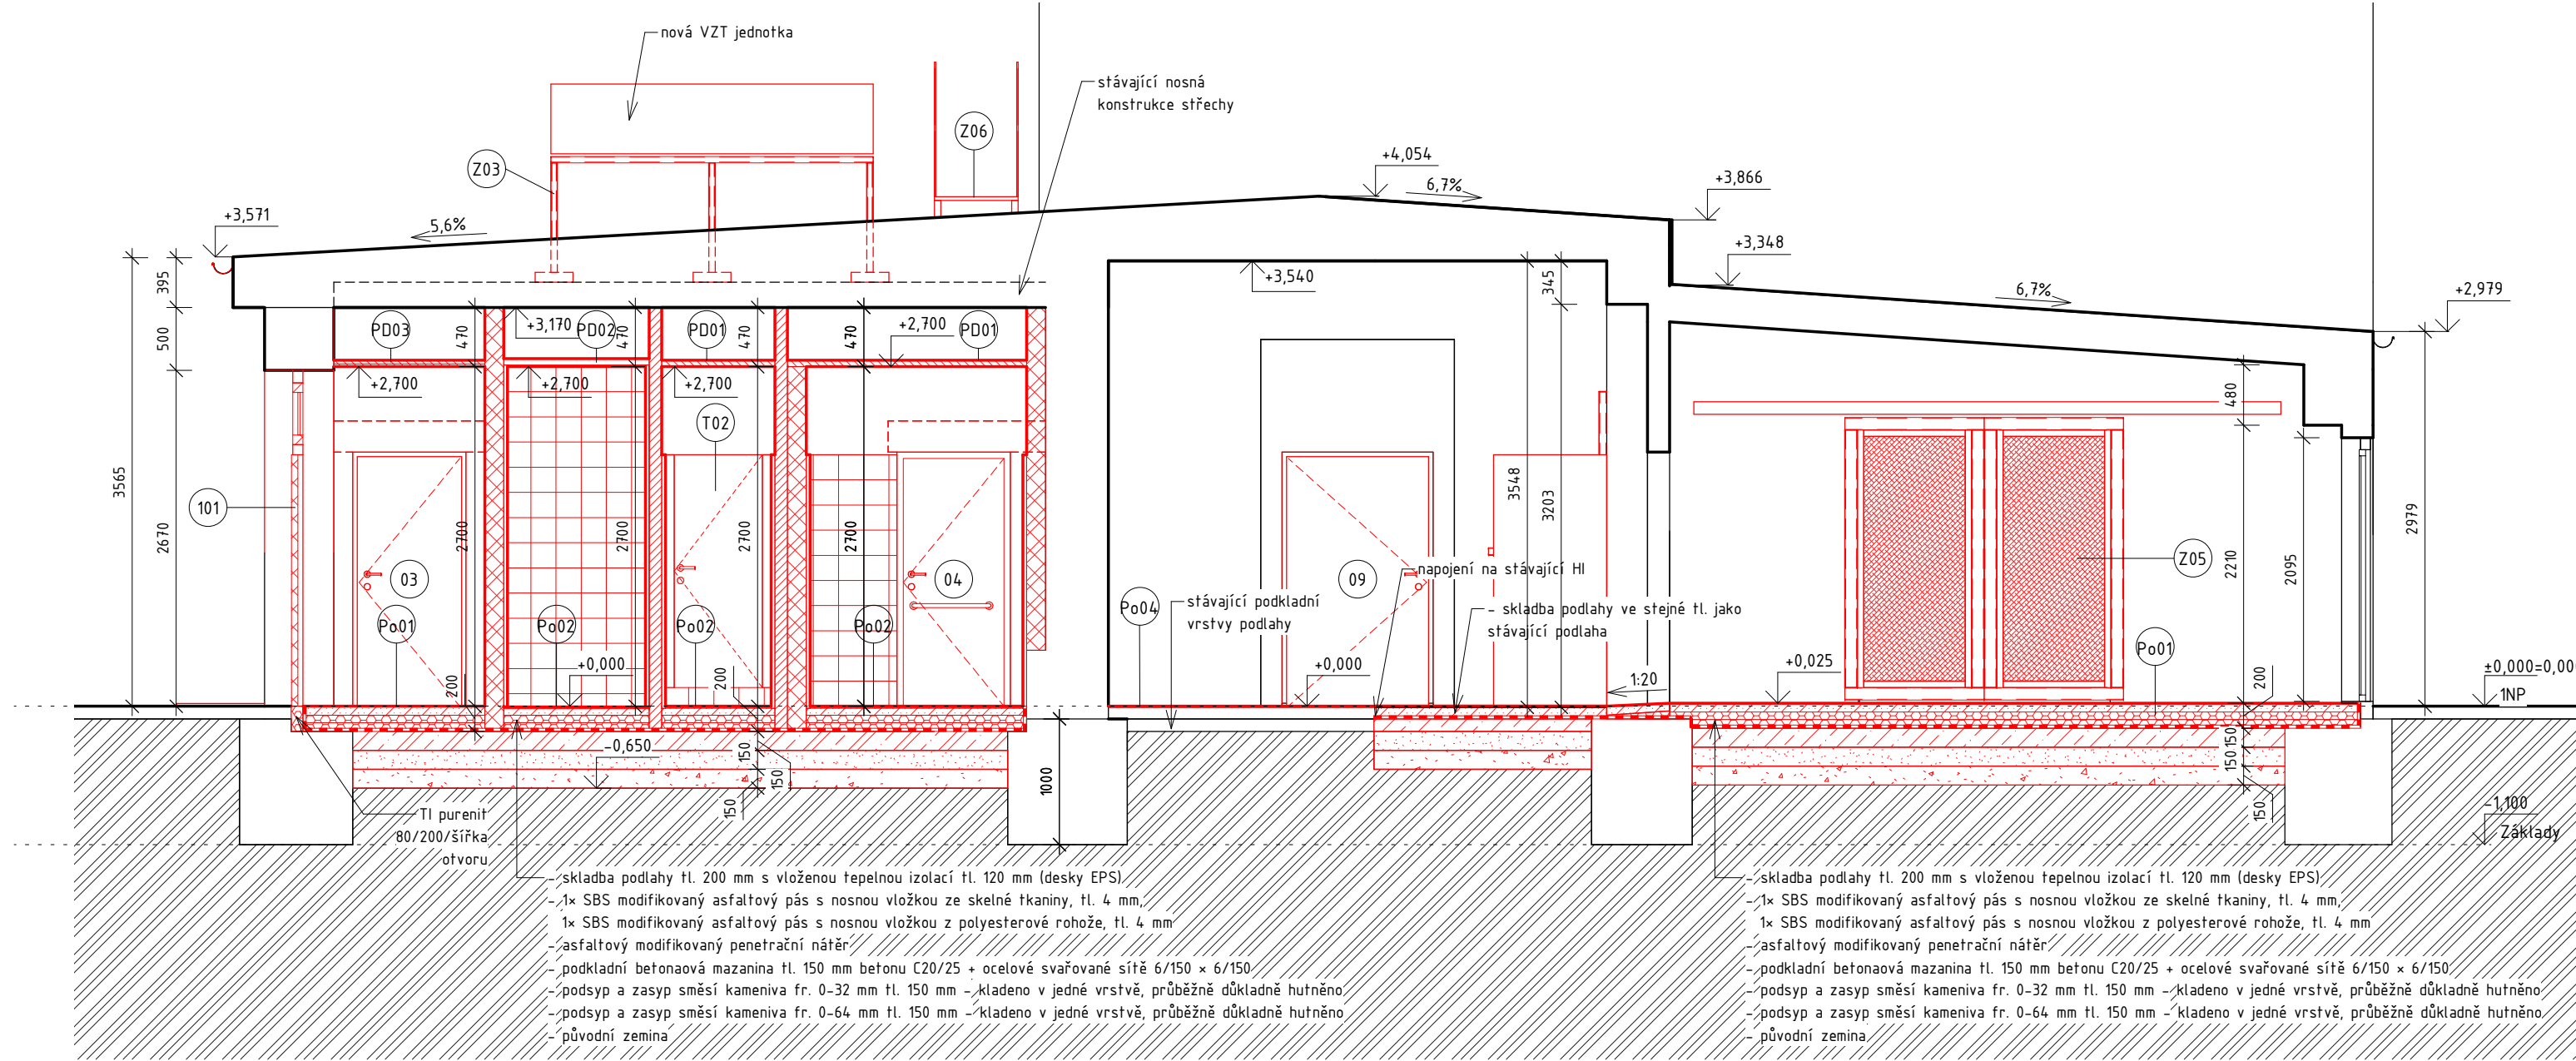 nová VZT jednotka
stávající nosná
konstrukce střechy
Z06
Z03
+4,054
6,7%
+3,866
+3,571
5,6%
+3,348
6,7%
+2,979
+3,540
395
500
345
PD03
470
+3,170
PD02
470
PD01
470
470
+2,700
PD01
+2,700
+2,700
+2,700
480
T02
3565
2670
101
2700
2700
2700
2700
3548
3203
2210
2095
2979
03
04
09
Z05
napojení na stávající HI
Po01
Po02
Po02
Po02
Po04
stávající podkladní
vrstvy podlahy
- skladba podlahy ve stejné tl. jako
stávající podlaha
Po01
+0,000
+0,000
1:20
+0,025
200
200
200
±0,000=0,00
1NP
-0,650
150
150
150
1000
150
150
150
-1,100
Základy
TI purenit
80/200/šířka
otvoru
- skladba podlahy tl. 200 mm s vloženou tepelnou izolací tl. 120 mm (desky EPS)
- 1× SBS modifikovaný asfaltový pás s nosnou vložkou ze skelné tkaniny, tl. 4 mm,
1× SBS modifikovaný asfaltový pás s nosnou vložkou z polyesterové rohože, tl. 4 mm
- asfaltový modifikovaný penetrační nátěr
- podkladní betonaová mazanina tl. 150 mm betonu C20/25 + ocelové svařované sítě 6/150 × 6/150
- podsyp a zasyp směsí kameniva fr. 0-32 mm tl. 150 mm - kladeno v jedné vrstvě, průběžně důkladně hutněno
- podsyp a zasyp směsí kameniva fr. 0-64 mm tl. 150 mm - kladeno v jedné vrstvě, průběžně důkladně hutněno
- původní zemina
- skladba podlahy tl. 200 mm s vloženou tepelnou izolací tl. 120 mm (desky EPS)
- 1× SBS modifikovaný asfaltový pás s nosnou vložkou ze skelné tkaniny, tl. 4 mm,
1× SBS modifikovaný asfaltový pás s nosnou vložkou z polyesterové rohože, tl. 4 mm
- asfaltový modifikovaný penetrační nátěr
- podkladní betonaová mazanina tl. 150 mm betonu C20/25 + ocelové svařované sítě 6/150 × 6/150
- podsyp a zasyp směsí kameniva fr. 0-32 mm tl. 150 mm - kladeno v jedné vrstvě, průběžně důkladně hutněno
- podsyp a zasyp směsí kameniva fr. 0-64 mm tl. 150 mm - kladeno v jedné vrstvě, průběžně důkladně hutněno
- původní zemina